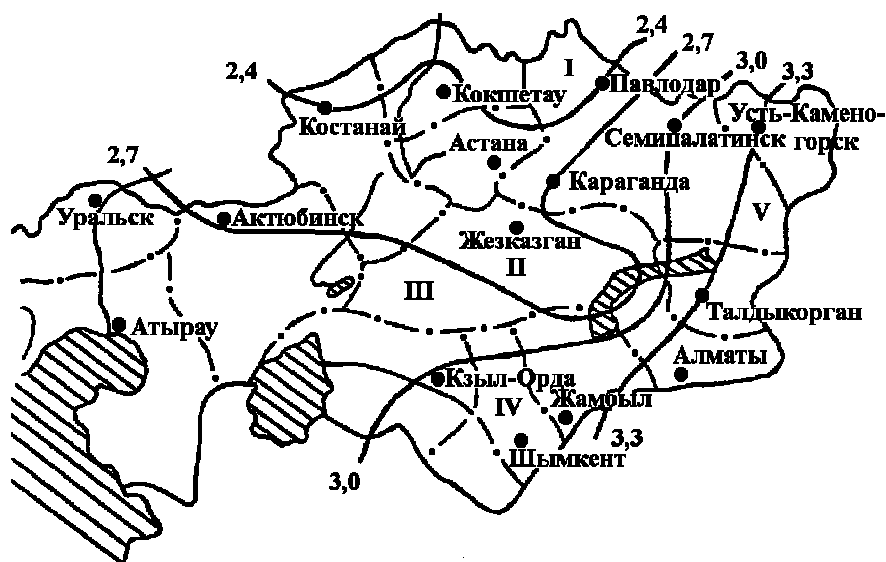 2,4
2,7
I
3,0
2,4
3,3
Павлодар
Кокпетау
Усть-Камено-
горск
Костанай
Семипалатинск
Астана
2,7
Караганда
Уральск
Актюбинск
V
Жезказган
II
III
Талдыкорган
Атырау
Алматы
Кзыл-Орда
IV
Жамбыл
3,3
Шымкент
3,0